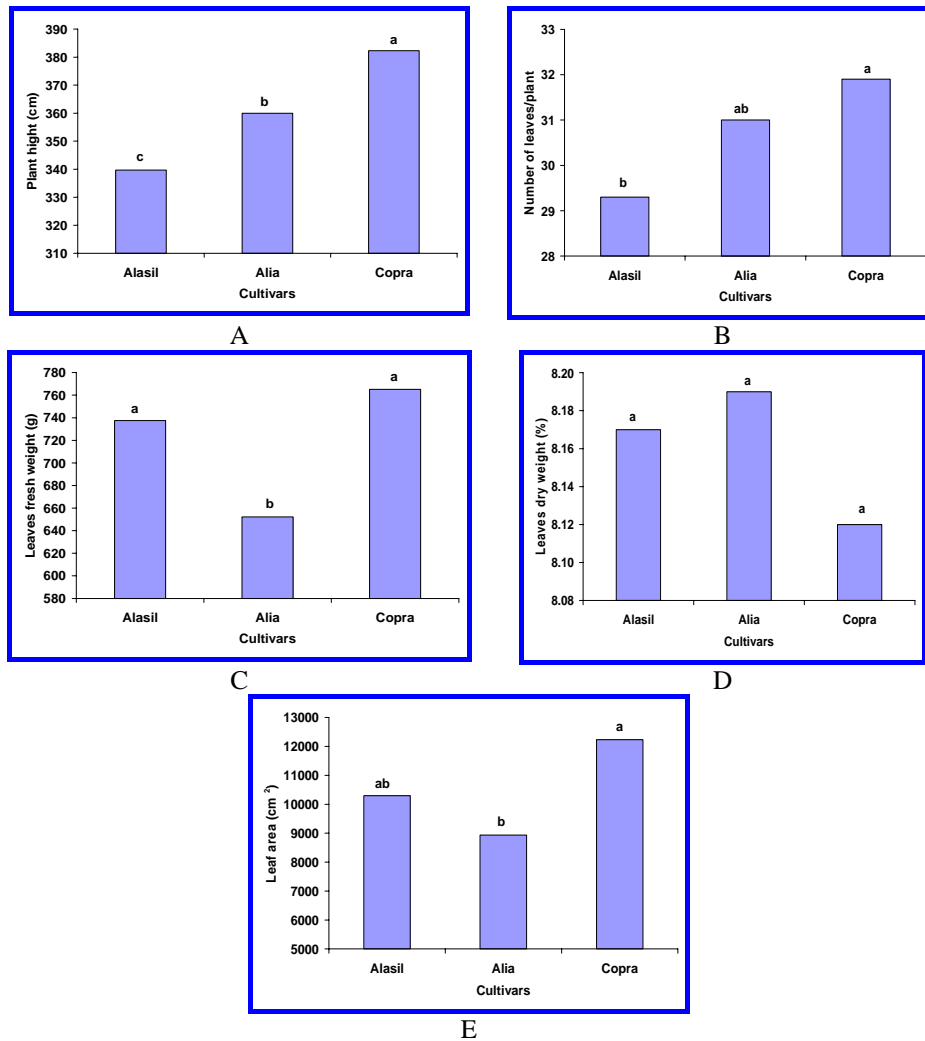 Plant hight (cm)
390
380
370
360
350
340
330
320
310
a
b
c
Alasil Alia Copra
Cultivars
A
Number of leaves/plant
33
32
31
30
29
28
a
ab
b
Alasil Alia Copra
Cultivars
B
Leaves fresh weight (g)
780
760
740
720
700
680
660
640
620
600
580
a
b
a
Alasil Alia Copra
Cultivars
C
Leaves dry weight (%)
8.20
8.18
8.16
8.14
8.12
8.10
8.08
a
a
a
Alasil Alia Copra
Cultivars
D
Leaf area (cm ²)
13000
12000
11000
10000
9000
8000
7000
6000
5000
ab
b
a
Alasil Alia Copra
Cultivars
E